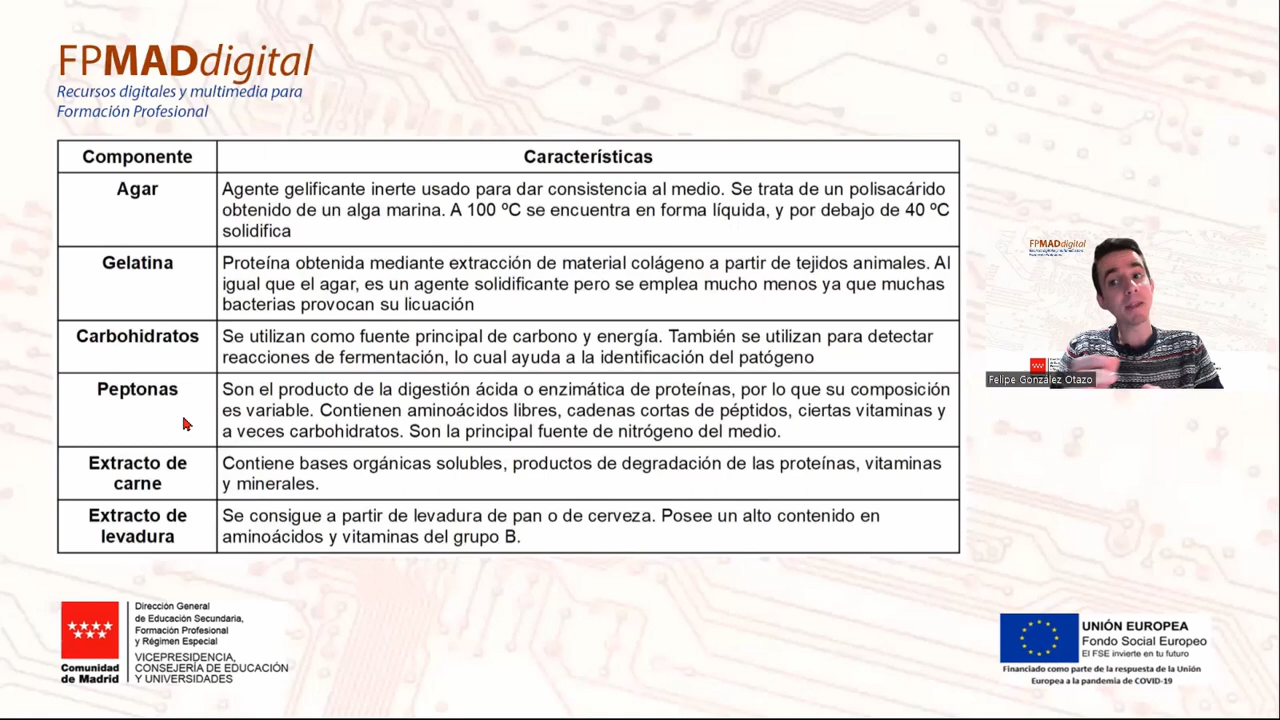 FPMADdigital
Recursos digitales y multimedia para
Formación Profesional
Componente
Características
Agar
Agente gelificante inerte usado para dar consistencia al medio. Se trata de un polisacárido
obtenido de un alga marina. A 100 ºC se encuentra en forma líquida, y por debajo de 40 ºC
solidifica
Gelatina
Proteína obtenida mediante extracción de material colágeno a partir de tejidos animales. Al
igual que el agar, es un agente solidificante pero se emplea mucho menos ya que muchas
bacterias provocan su licuación
Carbohidratos
Se utilizan como fuente principal de carbono y energía. También se utilizan para detectar
reacciones de fermentación, lo cual ayuda a la identificación del patógeno
Peptonas
Son el producto de la digestión ácida o enzimática de proteínas, por lo que su composición
es variable. Contienen aminoácidos libres, cadenas cortas de péptidos, ciertas vitaminas y
a veces carbohidratos. Son la principal fuente de nitrógeno del medio.
Extracto de
carne
Contiene bases orgánicas solubles, productos de degradación de las proteínas, vitaminas
y minerales.
Extracto de
levadura
Se consigue a partir de levadura de pan o de cerveza. Posee un alto contenido en
aminoácidos y vitaminas del grupo B.
FPMADdigital
Felipe González Otazo
Comunidad
de Madrid
Dirección General
de Educación Secundaria,
Formación Profesional
y Régimen Especial
VICEPRESIDENCIA,
CONSEJERÍA DE EDUCACIÓN
Y UNIVERSIDADES
UNIÓN EUROPEA
Fondo Social Europeo
El FSE invierte en tu futuro
Financiado como parte de la respuesta de la Unión
Europea a la pandemia de COVID-19